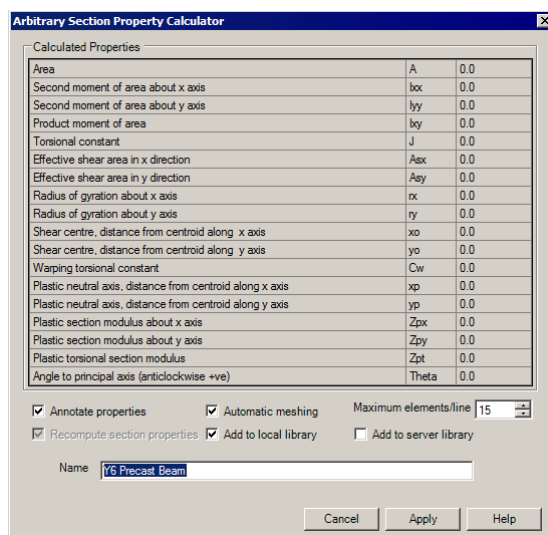 Arbitrary Section Property Calculator
Calculated Properties
Area A 0.0
Second moment of area about x axis Ixx 0.0
Second moment of area about y axis Iyy 0.0
Product moment of area Ixy 0.0
Torsional constant J 0.0
Effective shear area in x direction Asx 0.0
Effective shear area in y direction Asy 0.0
Radius of gyration about x axis rx 0.0
Radius of gyration about y axis ry 0.0
Shear centre, distance from centroid along x axis xo 0.0
Shear centre, distance from centroid along y axis yo 0.0
Warping torsional constant Cw 0.0
Plastic neutral axis, distance from centroid along x axis xp 0.0
Plastic neutral axis, distance from centroid along y axis yp 0.0
Plastic section modulus about x axis Zpx 0.0
Plastic section modulus about y axis Zpy 0.0
Plastic torsional section modulus Zpt 0.0
Angle to principal axis (anticlockwise +ve) Theta 0.0
Annotate properties Automatic meshing Maximum elements/line 15
Recompute section properties Add to local library Add to server library
Name Y6 Precast Beam
Cancel Apply Help